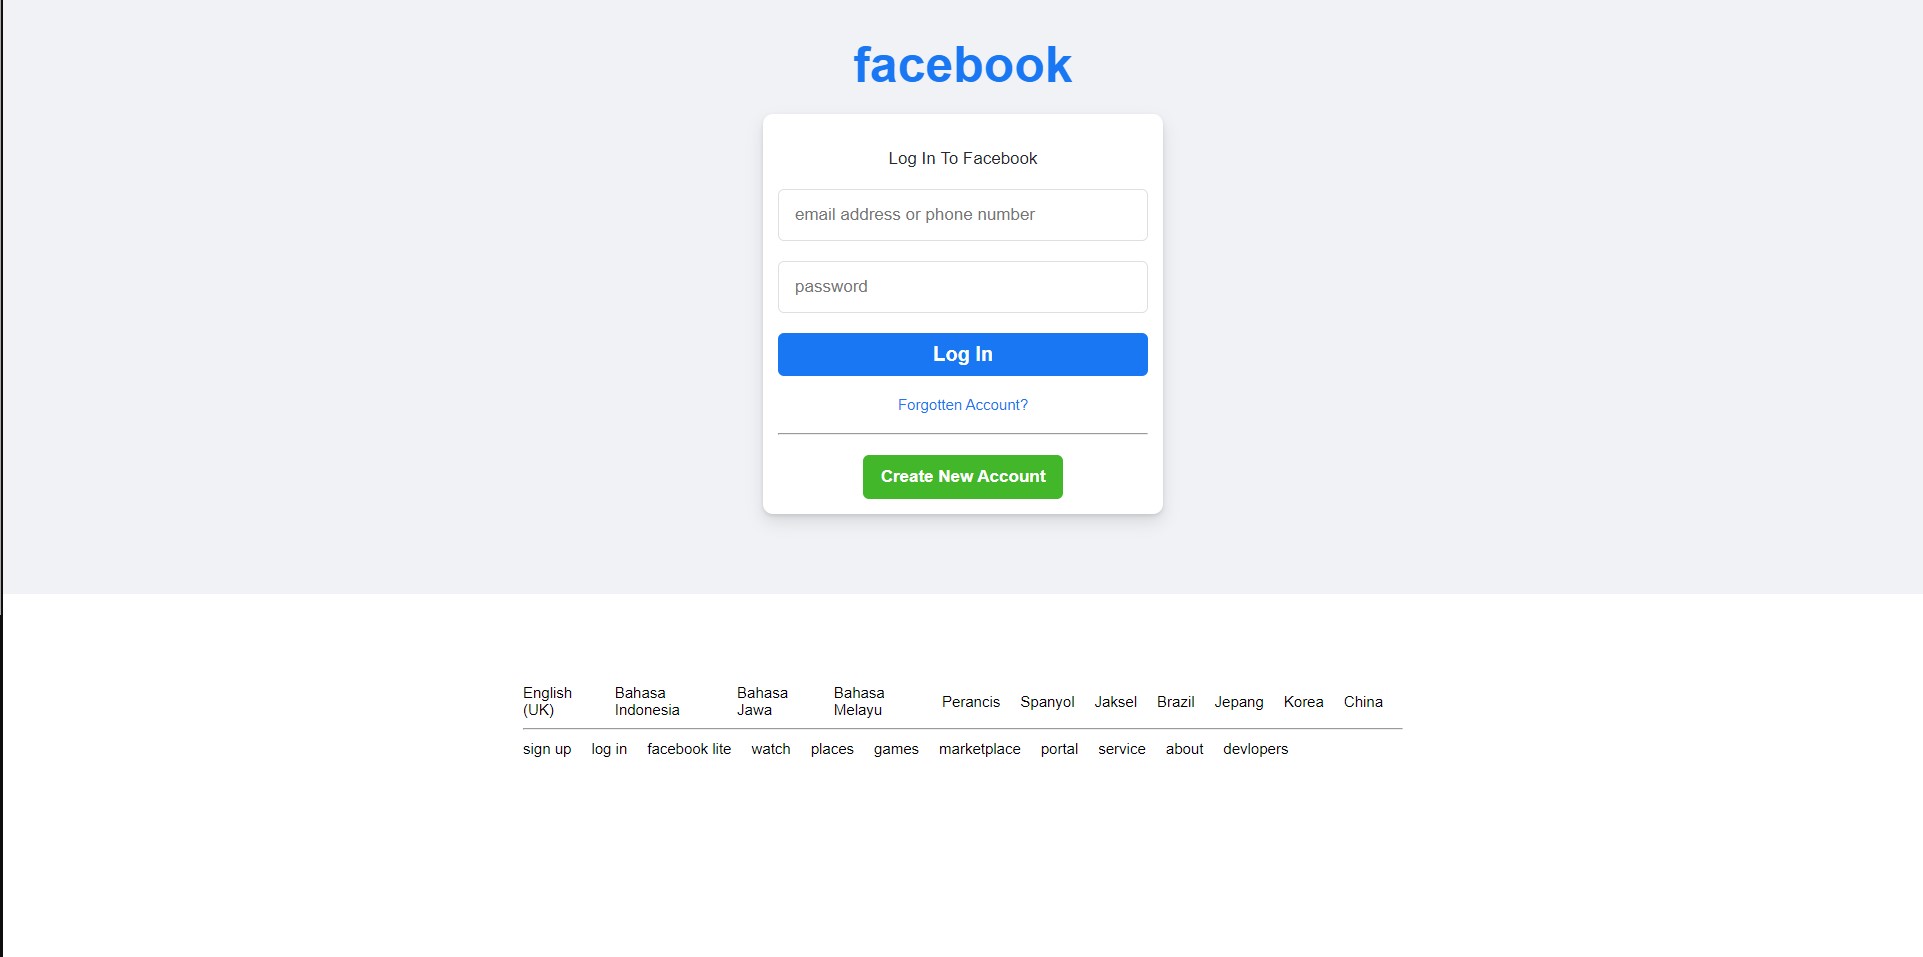 facebook
Log In To Facebook
email address or phone number
password
Log In
Forgotten Account?
Create New Account
English (UK) Bahasa Indonesia Bahasa Jawa Bahasa Melayu Perancis Spanyol Jaksel Brazil Jepang Korea China
sign up log in facebook lite watch places games marketplace portal service about devlopers